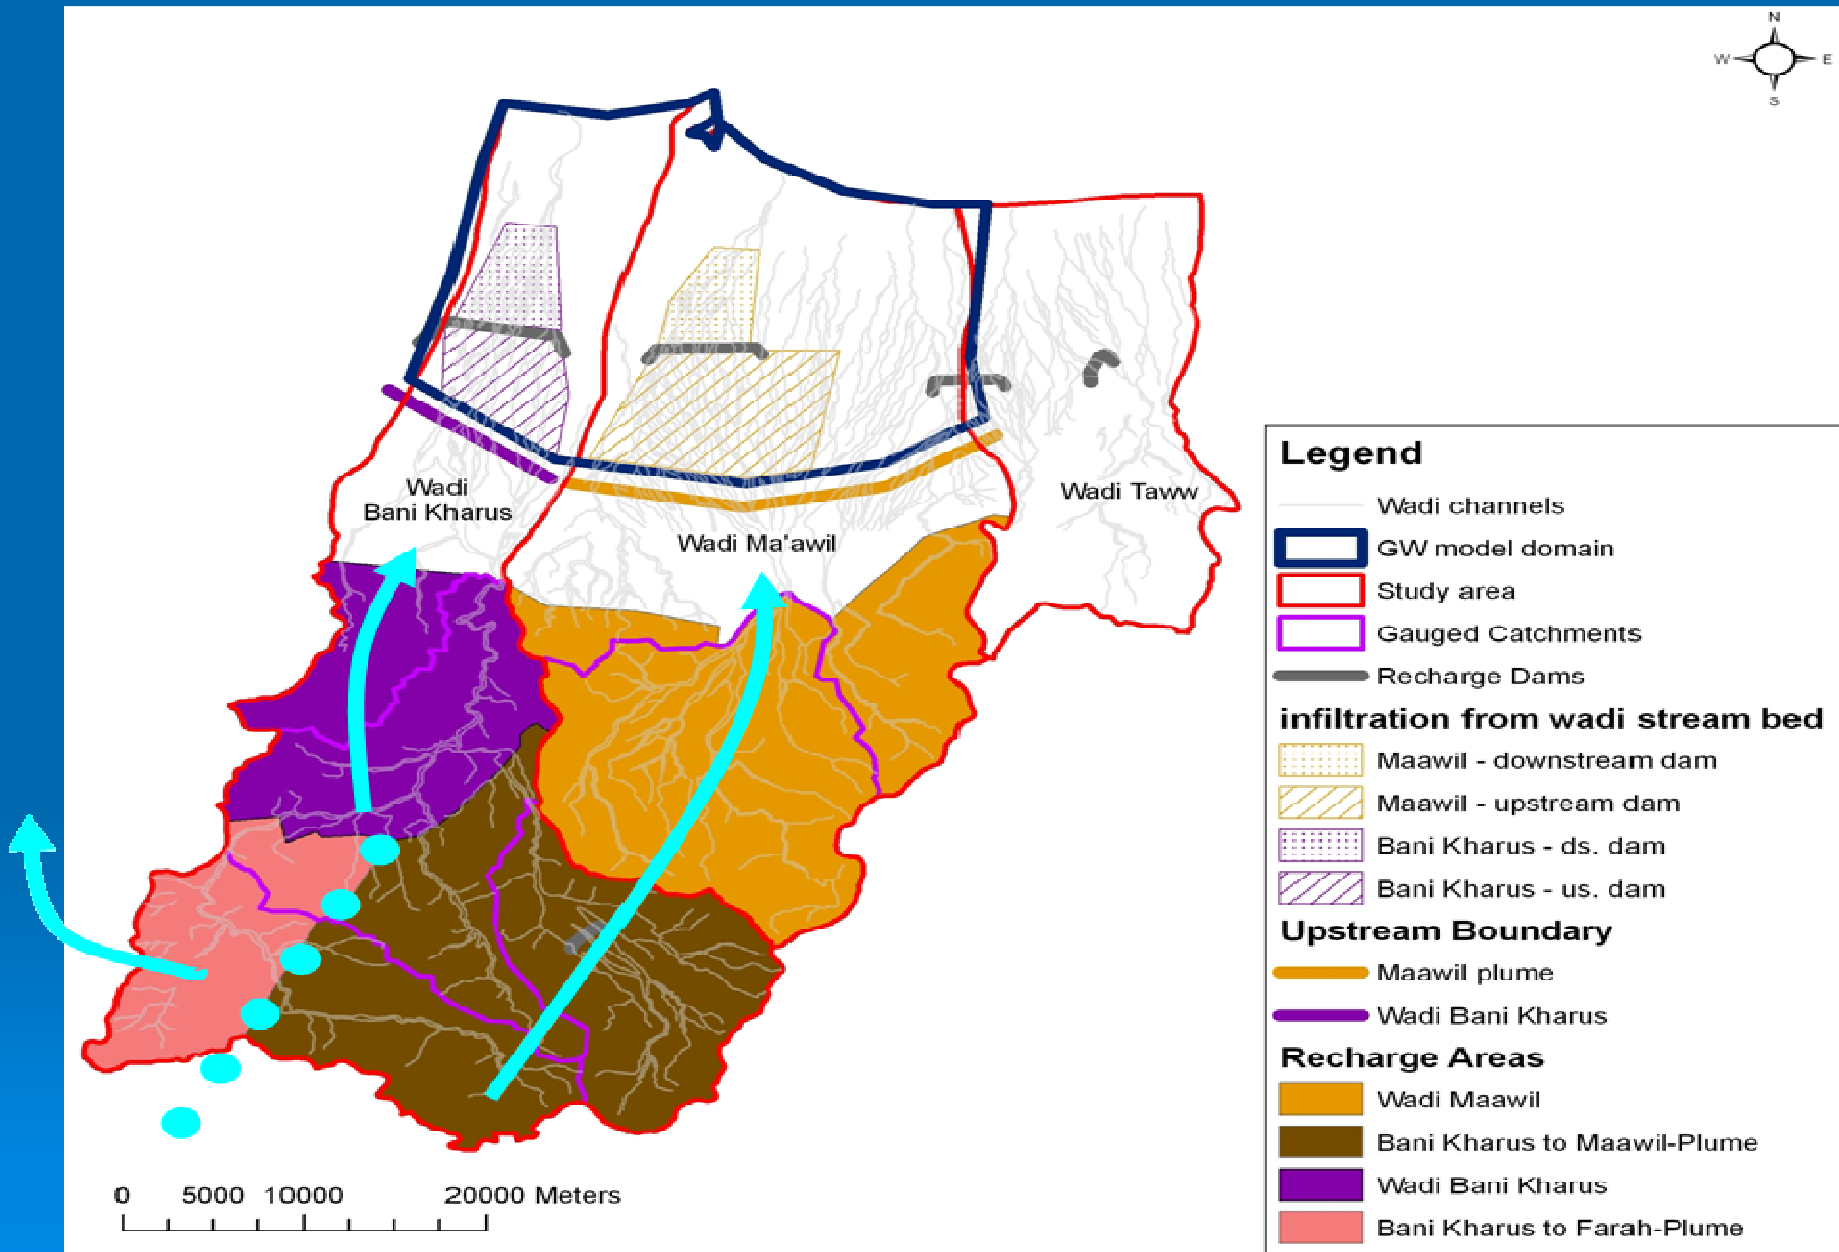 N
W E
S
Wadi
Bani Kharus
Wadi Ma'awil
Wadi Taww
Legend
Wadi channels
GW model domain
Study area
Gauged Catchments
Recharge Dams
infiltration from wadi stream bed
Maawil - downstream dam
Maawil - upstream dam
Bani Kharus - ds. dam
Bani Kharus - us. dam
Upstream Boundary
Maawil plume
Wadi Bani Kharus
Recharge Areas
Wadi Maawil
Bani Kharus to Maawil-Plume
Wadi Bani Kharus
Bani Kharus to Farah-Plume
0 5000 10000 20000 Meters